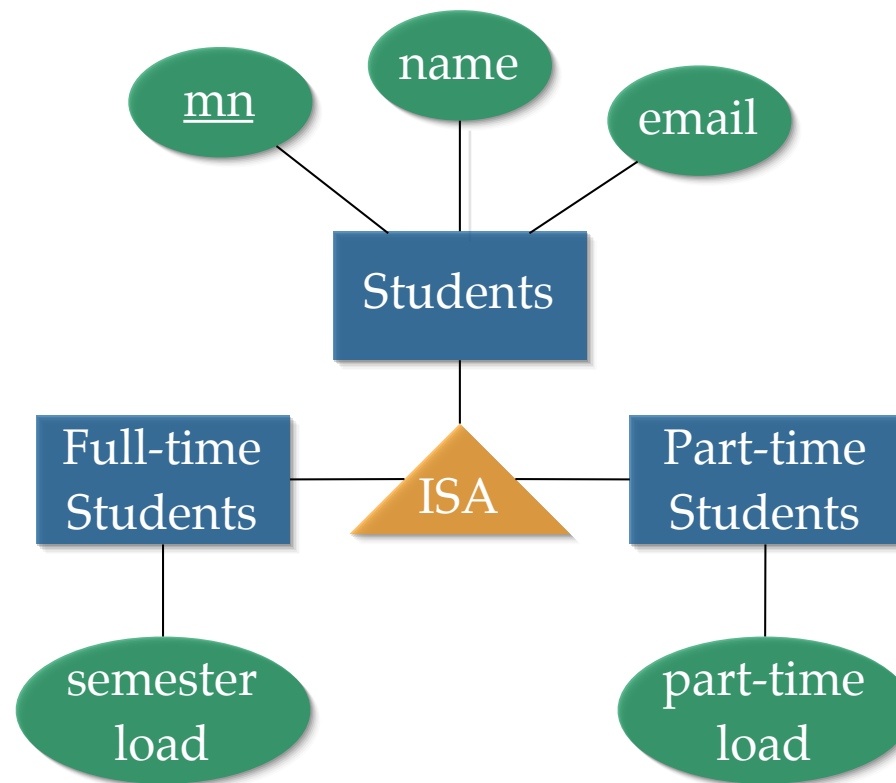 mn
name
email
Students
Full-time
Students
ISA
Part-time
Students
semester
load
part-time
load